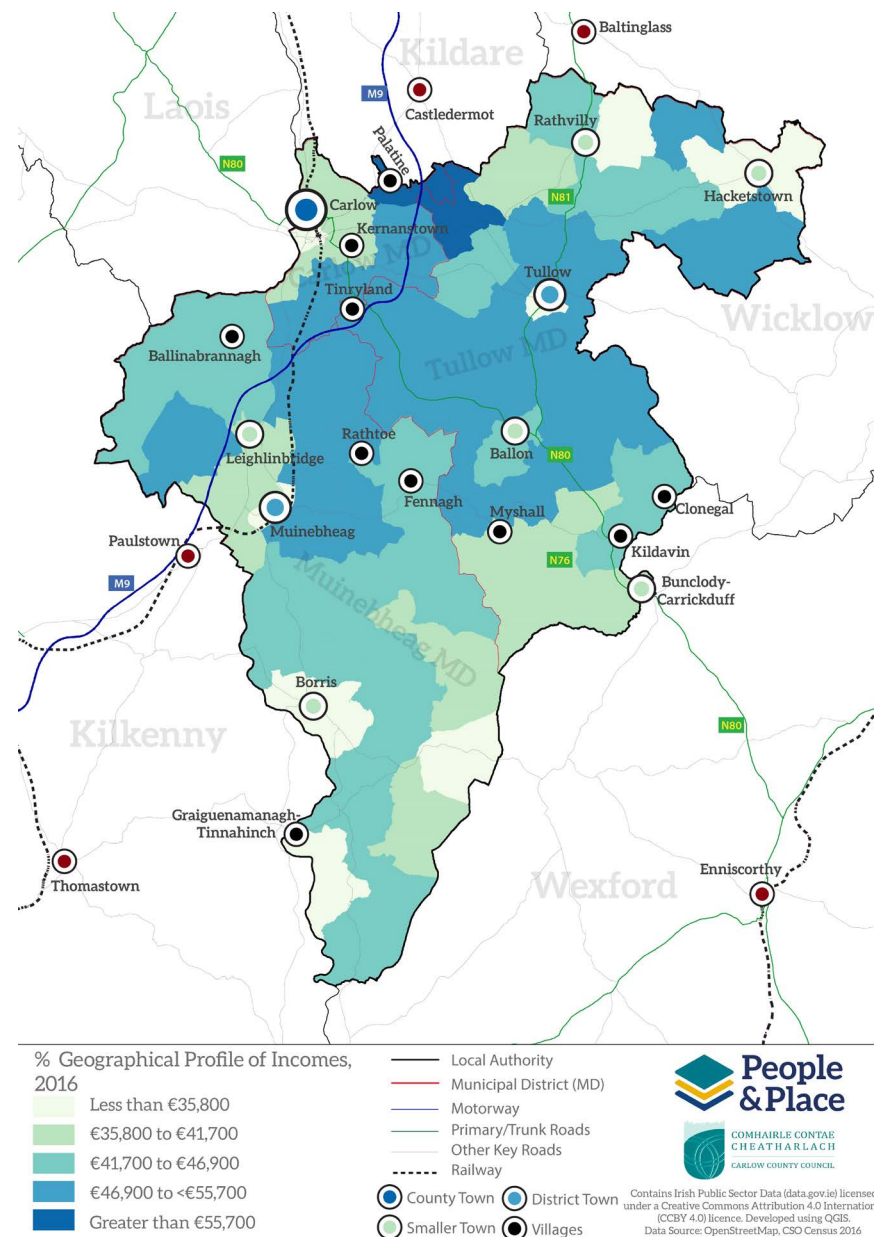 Baltinglass
Kildare
M9
Castledermot
Laois
Rathvilly
Palatine
N80
Hacketstown
N81
Carlow
Kernanstown
Carlow MD
Tullow
Tinryland
Wicklow
Ballinabrannagh
Tullow MD
Rathtoe
Leighlinbridge
Ballon
N80
Fennagh
Clonegal
Myshall
Muinebheag
Paulstown
Kildavin
N76
M9
Bunclody-
Carrickduff
Muinebheag MD
Borris
N80
Kilkenny
Graiguenamanagh-
Tinnahinch
Enniscorthy
Wexford
Thomastown
% Geographical Profile of Incomes,
2016
Less than €35,800
€35,800 to €41,700
€41,700 to €46,900
€46,900 to <€55,700
Greater than €55,700
Local Authority
Municipal District (MD)
Motorway
Primary/Trunk Roads
Other Key Roads
Railway
County Town
District Town
Smaller Town
Villages
People
&Place
COMHAIRLE CONTAE
CHEATHARLACH
CARLOW COUNTY COUNCIL
Contains Irish Public Sector Data (data.gov.ie) licensed
under a Creative Commons Attribution 4.0 Internation
(CCBY 4.0) licence. Developed using QGIS.
Data Source: OpenStreetMap, CSO Census 2016